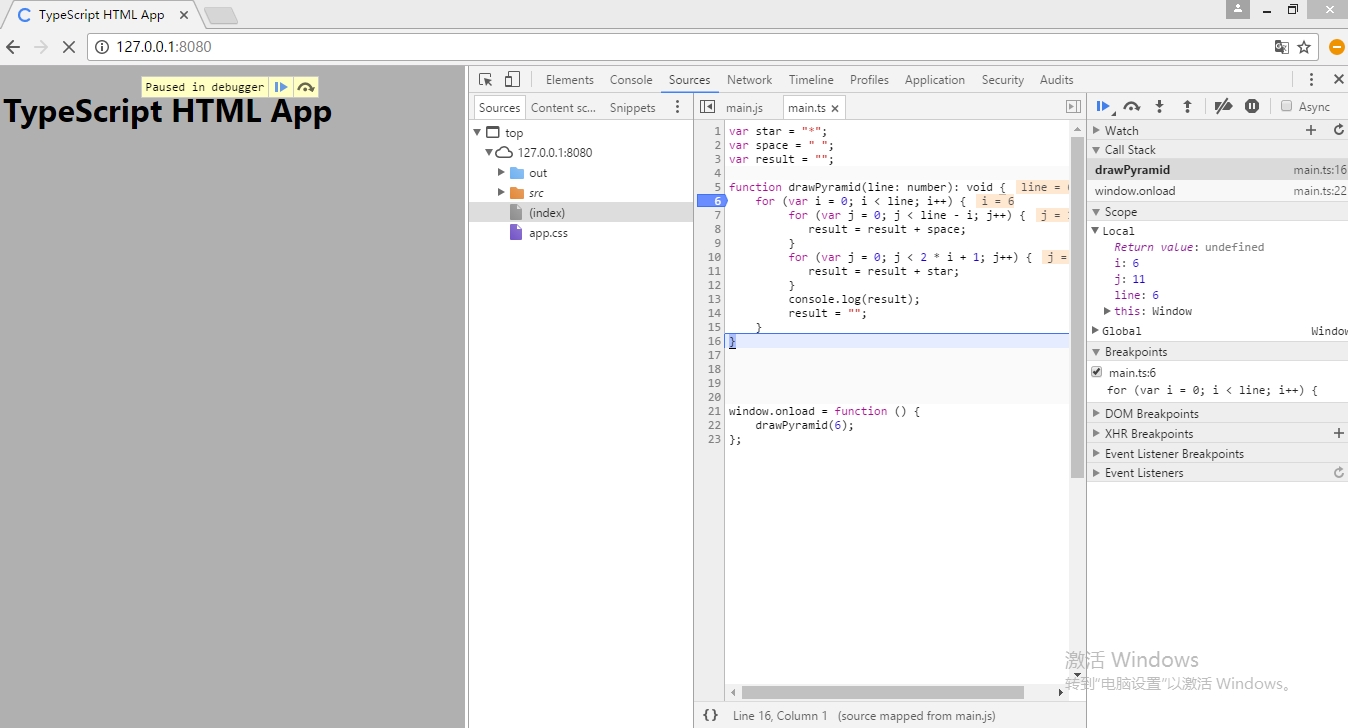 TypeScript HTML App
127.0.0.1:8080
Paused in debugger
TypeScript HTML App
Elements Console Sources Network Timeline Profiles Application Security Audits
Sources Content sc... Snippets
top
127.0.0.1:8080
out
src
(index)
app.css
main.js main.ts
1 var star = "*";
2 var space = " ";
3 var result = "";
4
5 function drawPyramid(line: number): void { line =
6 for (var i = 0; i < line; i++) { i = 6
7 for (var j = 0; j < line - i; j++) { j =
8 result = result + space;
9 }
10 for (var j = 0; j < 2 * i + 1; j++) { j =
11 result = result + star;
12 }
13 console.log(result);
14 result = "";
15 }
16 }
17
18
19
20
21 window.onload = function () {
22 drawPyramid(6);
23 };
{} Line 16, Column 1 (source mapped from main.js)
Async
Watch
Call Stack
drawPyramid main.ts:16
window.onload main.ts:22
Scope
Local
Return value: undefined
i: 6
j: 11
line: 6
this: Window
Global Window
Breakpoints
main.ts:6
for (var i = 0; i < line; i++) {
DOM Breakpoints
XHR Breakpoints
Event Listener Breakpoints
Event Listeners
激活 Windows
转到"电脑设置"以激活 Windows。